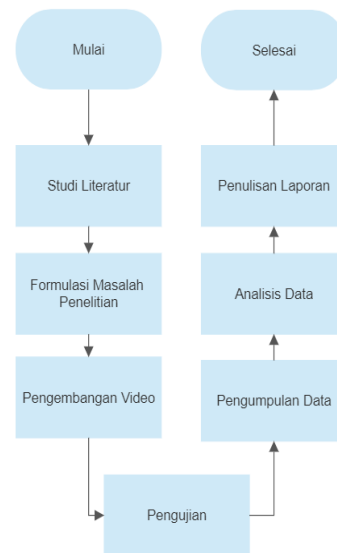 Mulai
Studi Literatur
Formulasi Masalah
Penelitian
Pengembangan Video
Pengujian
Pengumpulan Data
Analisis Data
Penulisan Laporan
Selesai